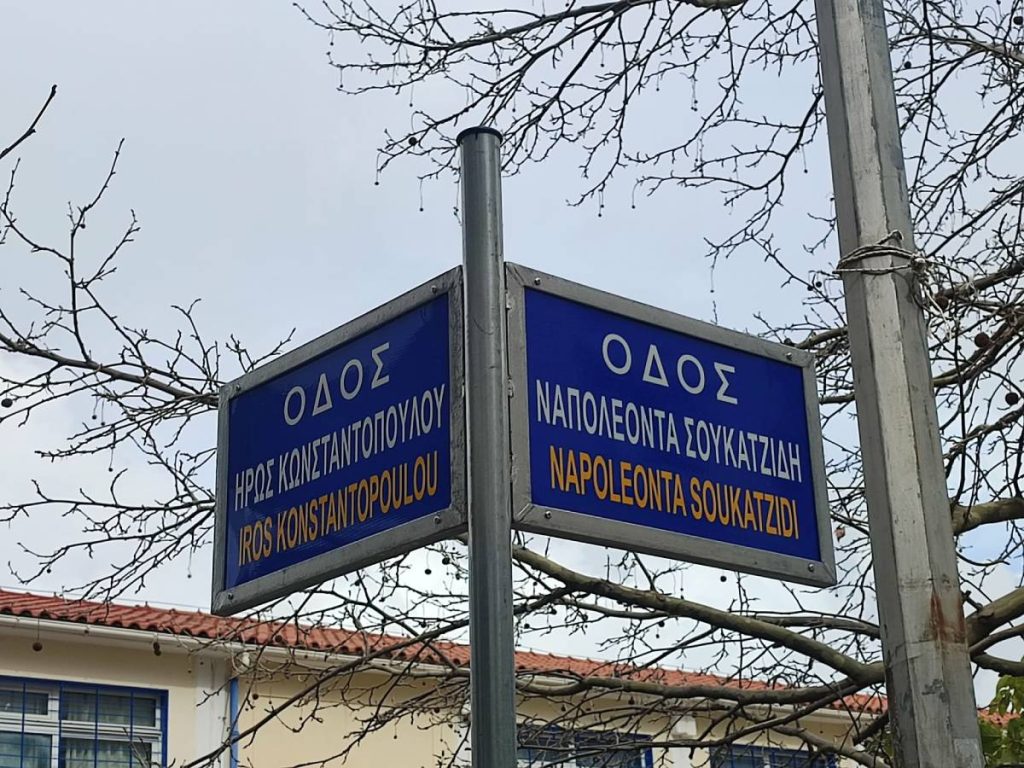 ΟΔΟΣ
ΗΡΩΣ ΚΩΝΣΤΑΝΤΟΠΟΥΛΟΥ
IROS KONSTANTOPOULOU
ΟΔΟΣ
ΝΑΠΟΛΕΟΝΤΑ ΣΟΥΚΑΤΖΙΔΗ
NAPOLEONTA SOUKATZIDI